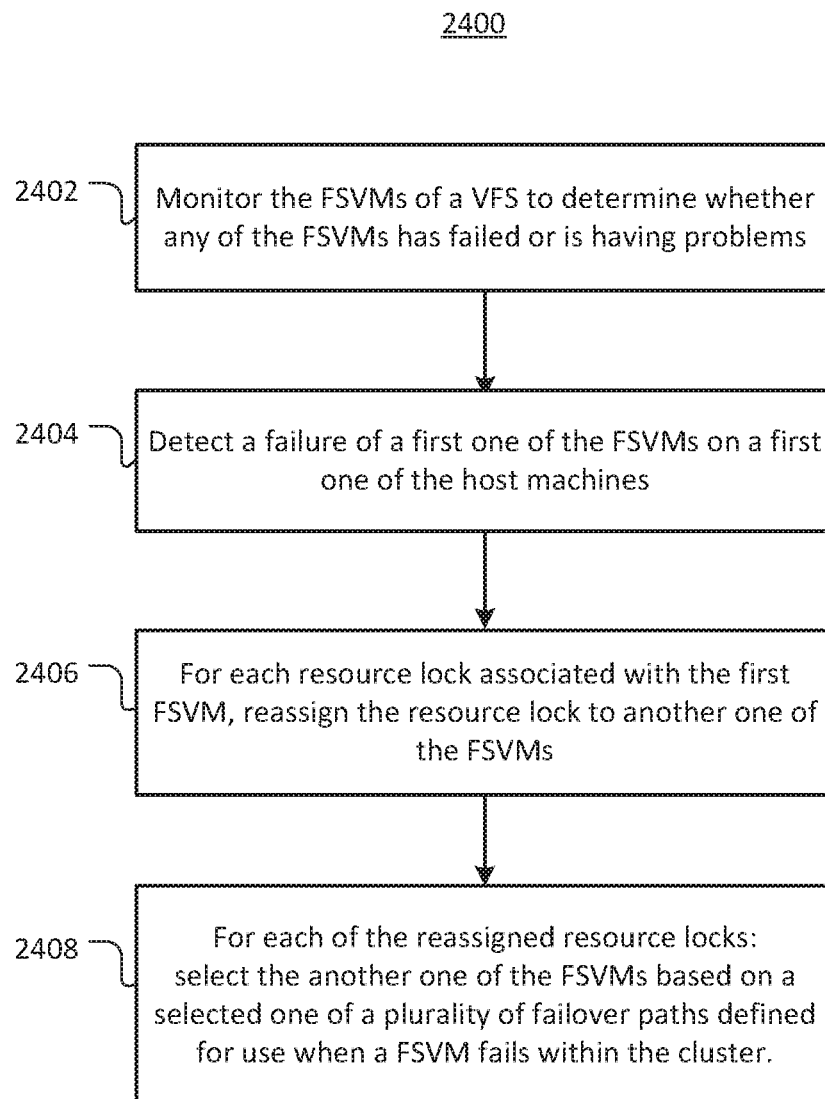 2400
2402
Monitor the FSVMs of a VFS to determine whether
any of the FSVMs has failed or is having problems
2404
Detect a failure of a first one of the FSVMs on a first
one of the host machines
2406
For each resource lock associated with the first
FSVM, reassign the resource lock to another one of
the FSVMs
2408
For each of the reassigned resource locks:
select the another one of the FSVMs based on a
selected one of a plurality of failover paths defined
for use when a FSVM fails within the cluster.